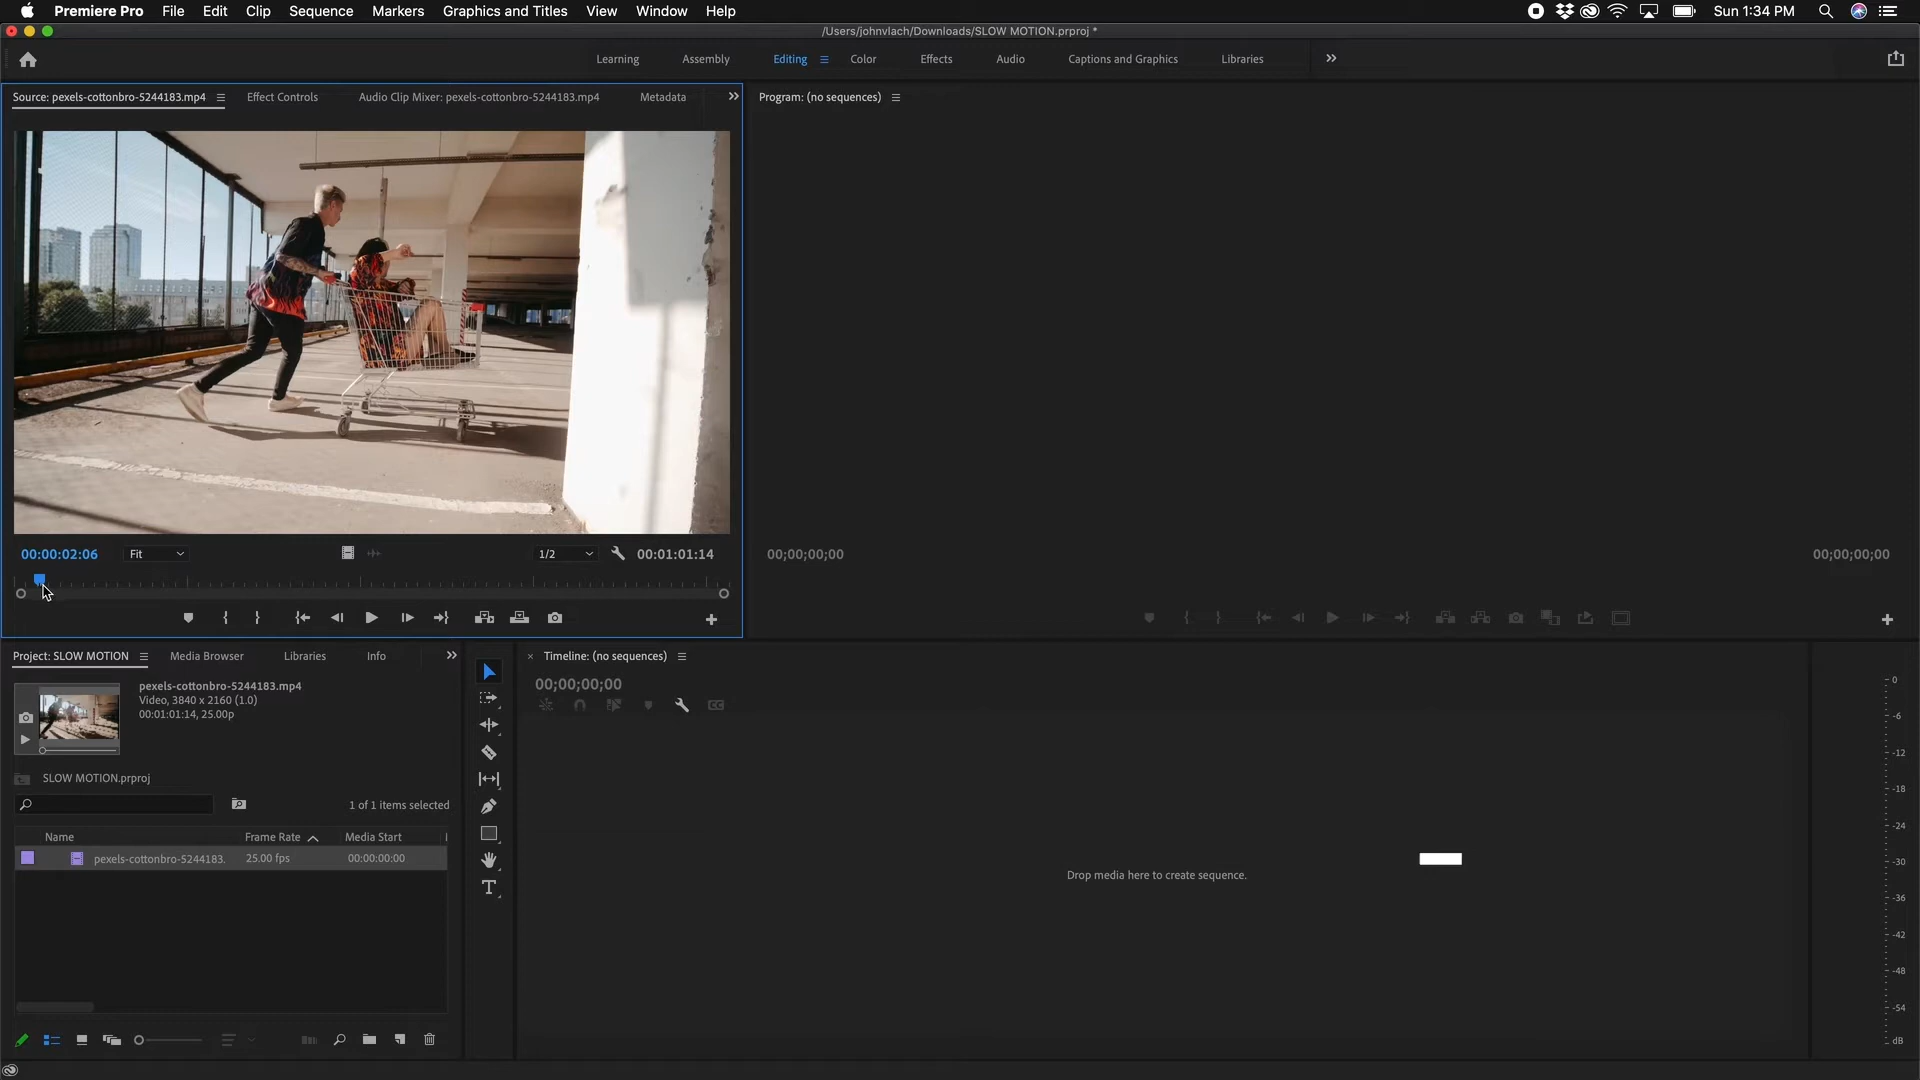 Premiere Pro File Edit Clip Sequence Markers Graphics and Titles View Window Help Sun 1:34 PM
/Users/johnvlach/Downloads/SLOW MOTION.prproj *
Learning Assembly Editing Color Effects Audio Captions and Graphics Libraries
Source: pexels-cottonbro-5244183.mp4 Effect Controls Audio Clip Mixer: pexels-cottonbro-5244183.mp4 Metadata
Program: (no sequences)
00:00:02:06 Fit 1/2 00:01:01:14
00;00;00;00 00;00;00;00
Project: SLOW MOTION Media Browser Libraries Info
Timeline: (no sequences)
00;00;00;00
pexels-cottonbro-5244183.mp4
Video, 3840 x 2160 (1.0)
00:01:01:14, 25.00p
SLOW MOTION.prproj
1 of 1 items selected
Name Frame Rate Media Start
pexels-cottonbro-5244183. 25.00 fps 00:00:00:00
CC
T
Drop media here to create sequence.
0
-6
-12
-18
-24
-30
-36
-42
-48
-54
dB